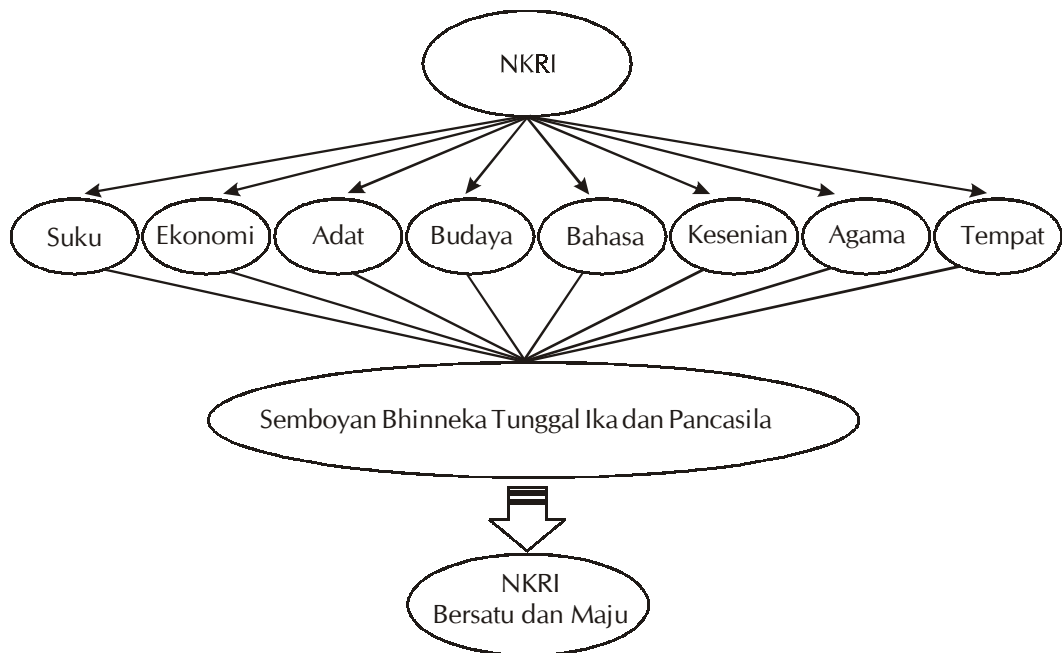 NKRI
Suku
Ekonomi
Adat
Budaya
Bahasa
Kesenian
Agama
Tempat
Semboyan Bhinneka Tunggal Ika dan Pancasila
NKRI
Bersatu dan Maju